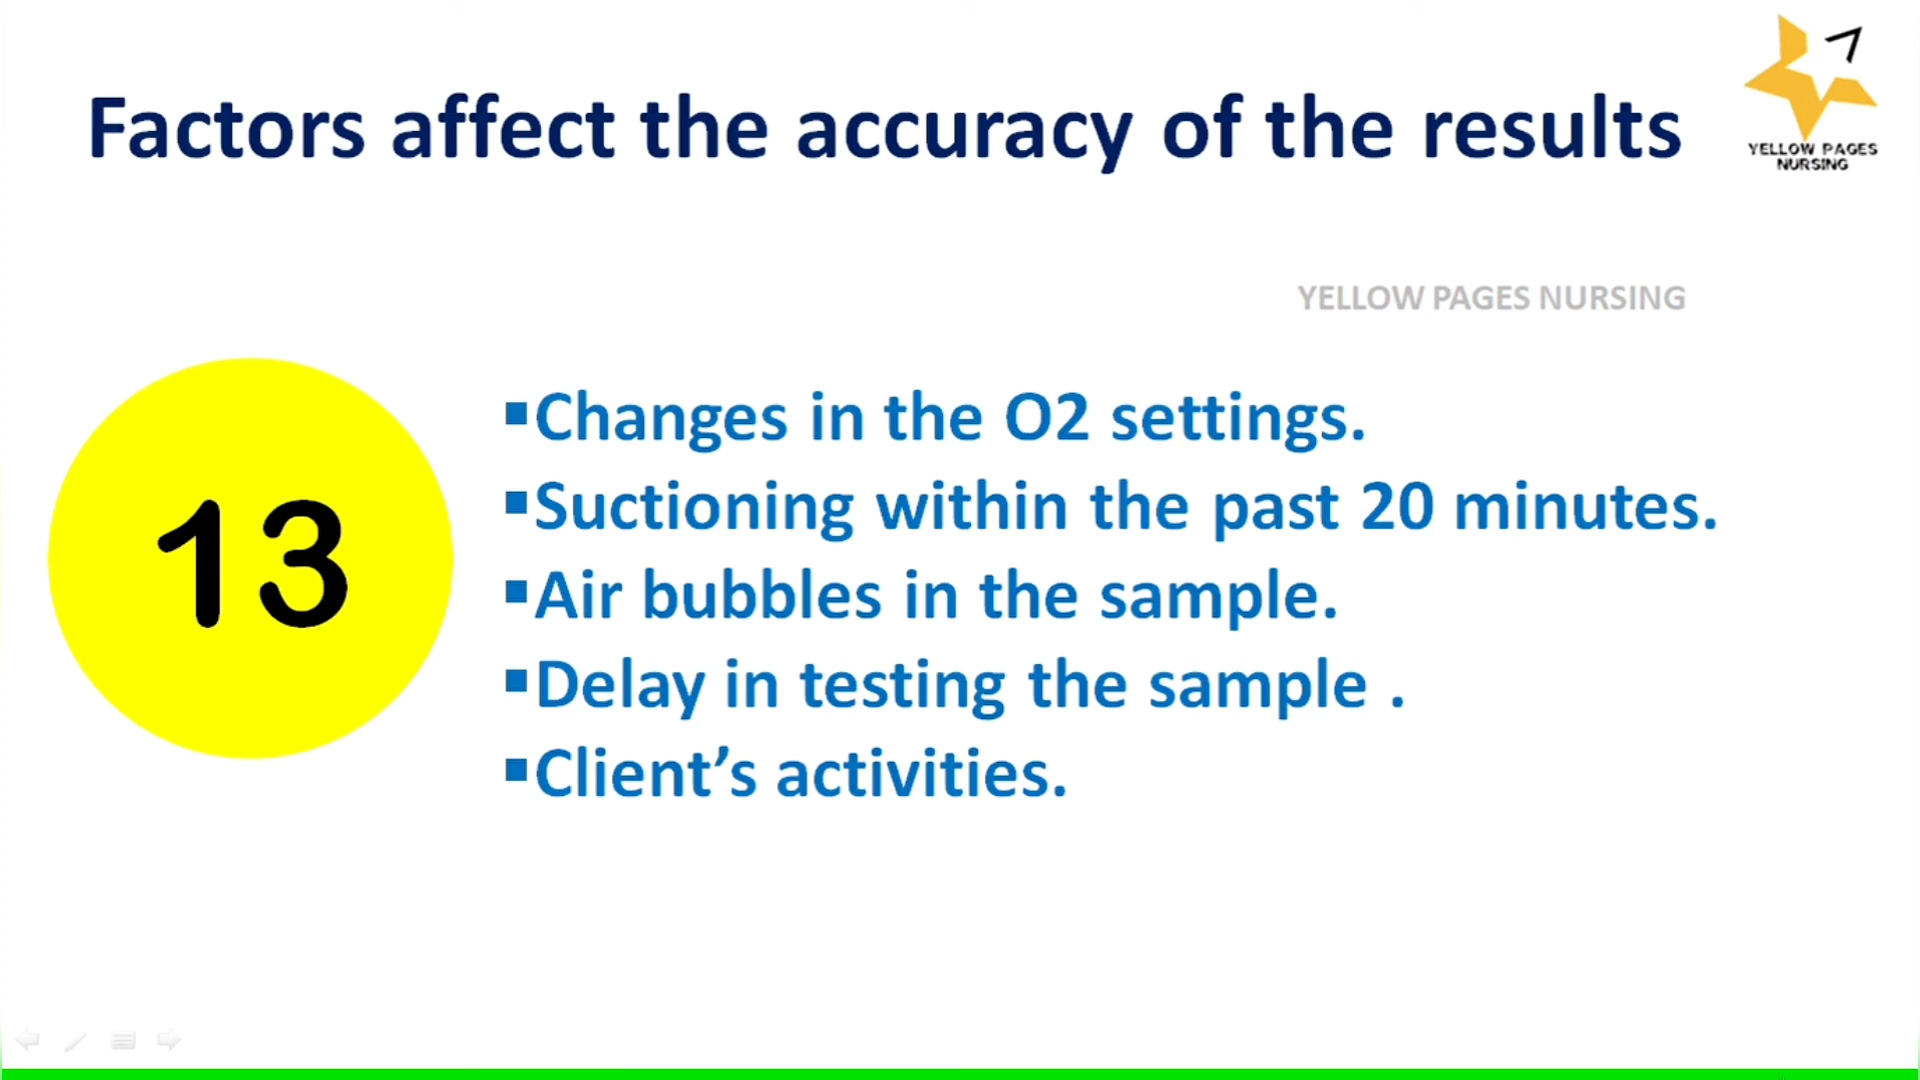 Factors affect the accuracy of the results
YELLOW PAGES
NURSING
YELLOW PAGES NURSING
13
▪Changes in the O2 settings.
▪Suctioning within the past 20 minutes.
▪Air bubbles in the sample.
▪Delay in testing the sample .
▪Client’s activities.